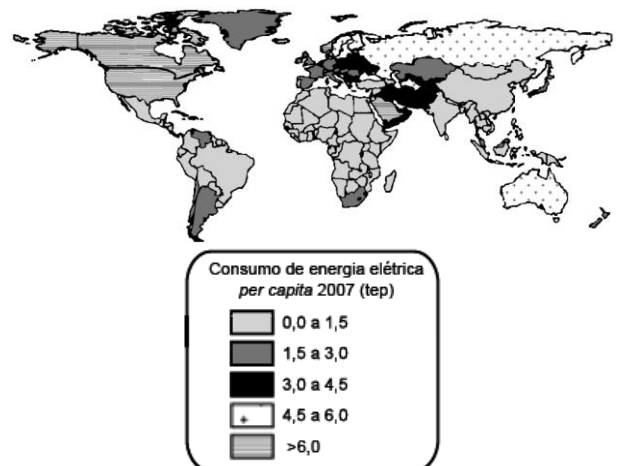 Consumo de energia elétrica
per capita 2007 (tep)
0,0 a 1,5
1,5 a 3,0
3,0 a 4,5
4,5 a 6,0
>6,0